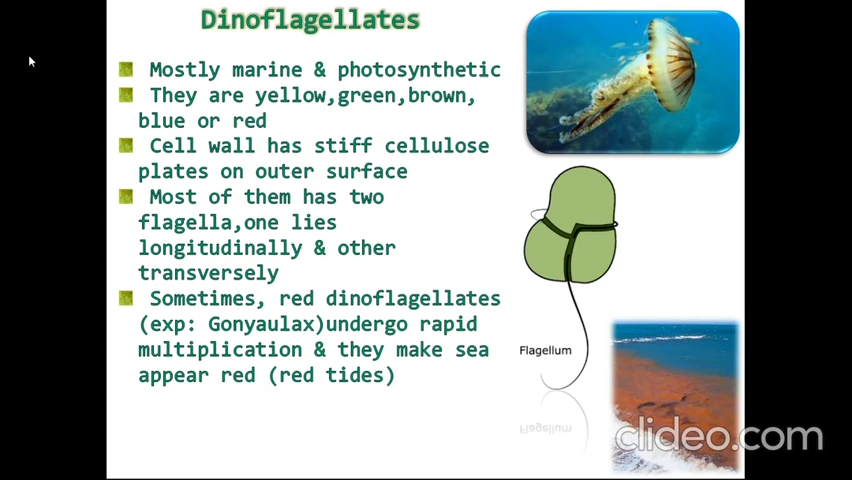 Dinoflagellates
Mostly marine & photosynthetic
They are yellow,green,brown,
blue or red
Cell wall has stiff cellulose
plates on outer surface
Most of them has two
flagella,one lies
longitudinally & other
transversely
Sometimes, red dinoflagellates
(exp: Gonyaulax)undergo rapid
multiplication & they make sea
appear red (red tides)
Flagellum
Flagellum
clideo.com